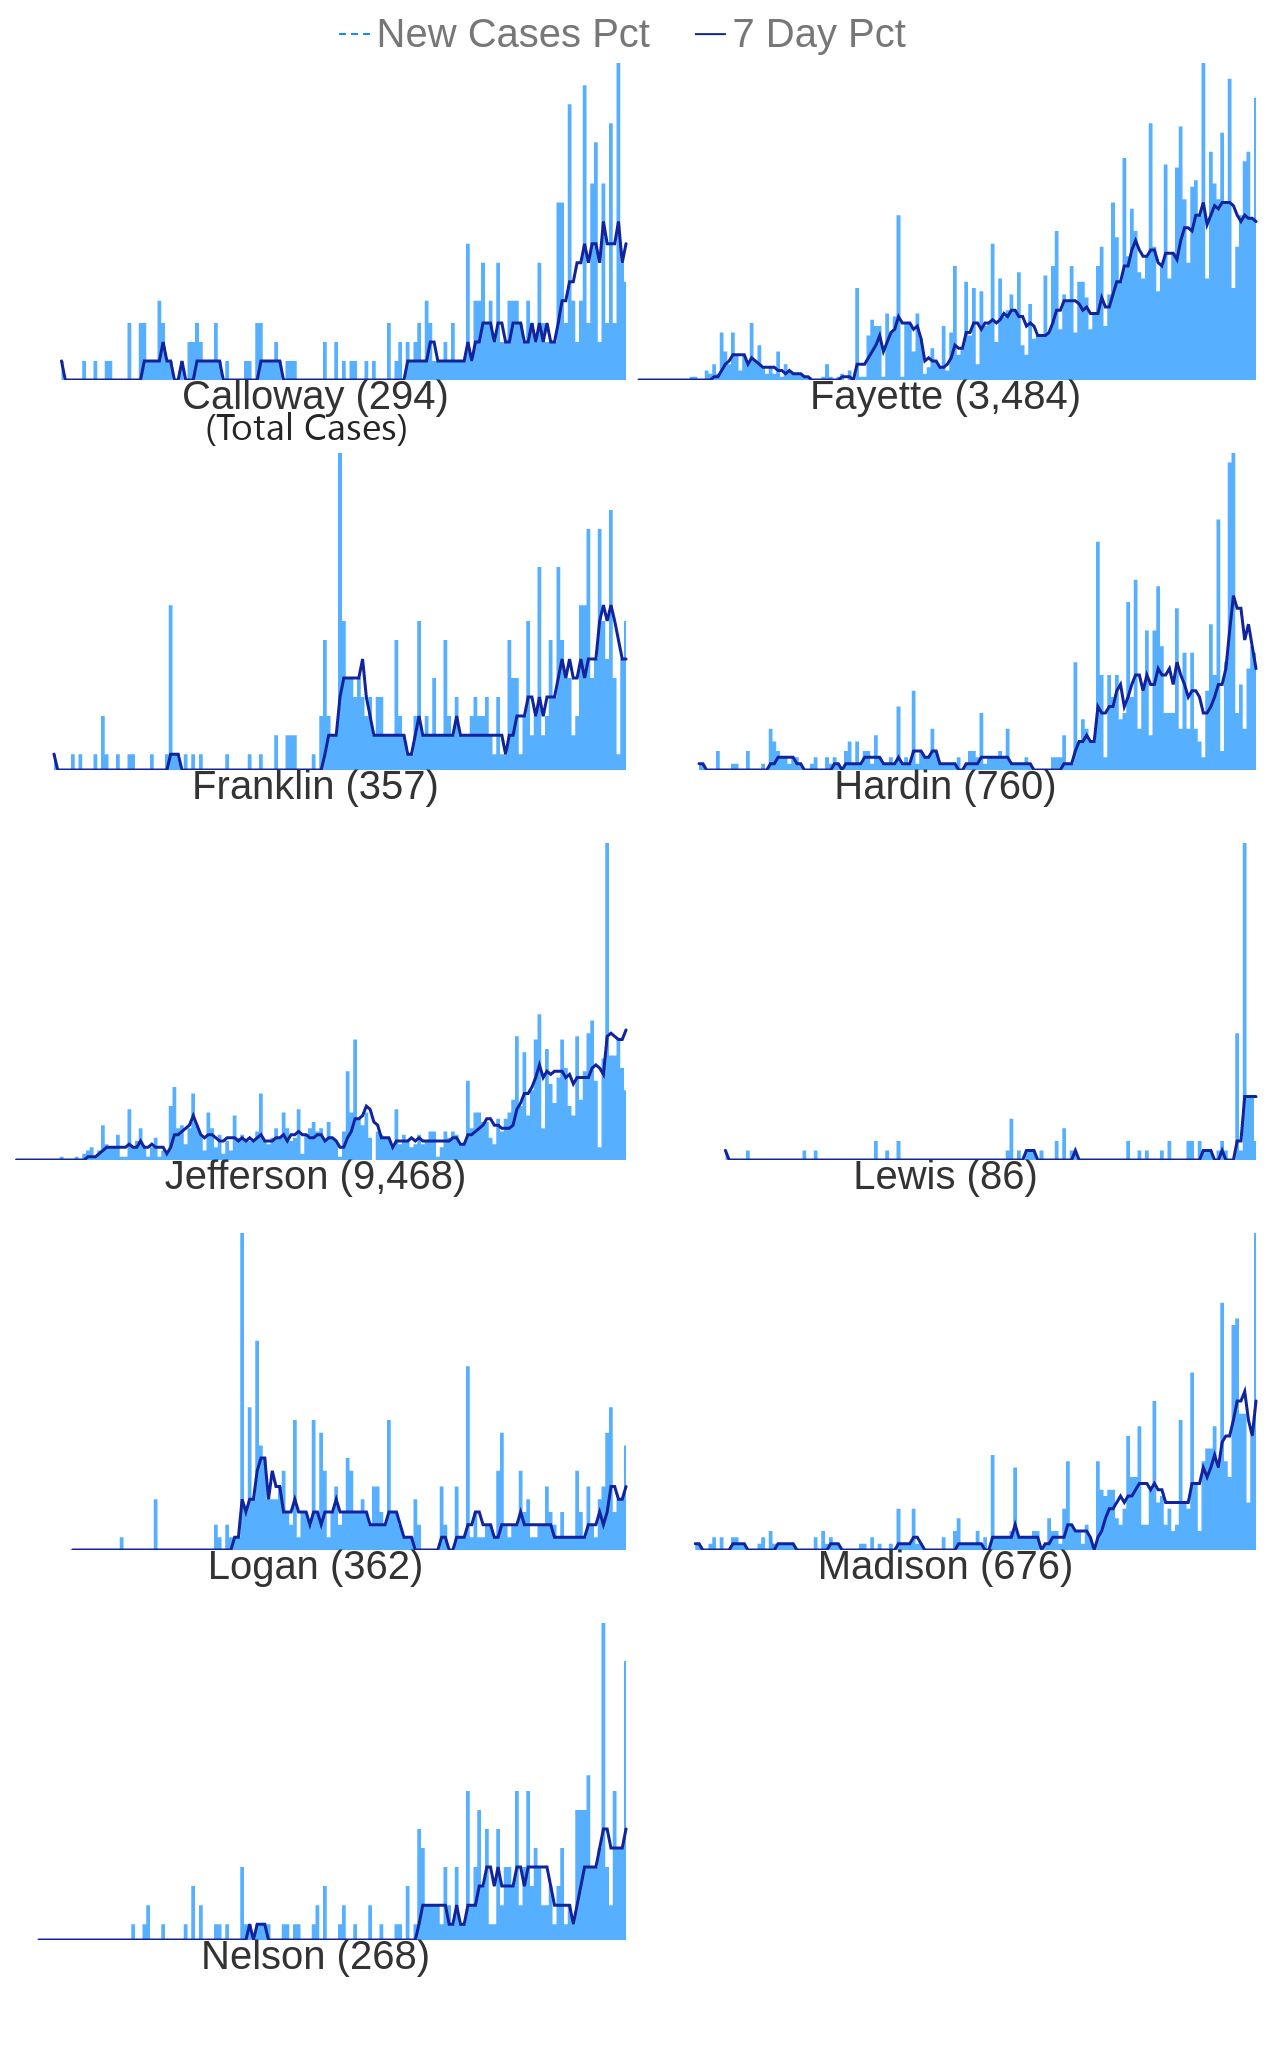 New Cases Pct 7 Day Pct
Calloway (294) Fayette (3,484)
(Total Cases)
Franklin (357) Hardin (760)
Jefferson (9,468) Lewis (86)
Logan (362) Madison (676)
Nelson (268)